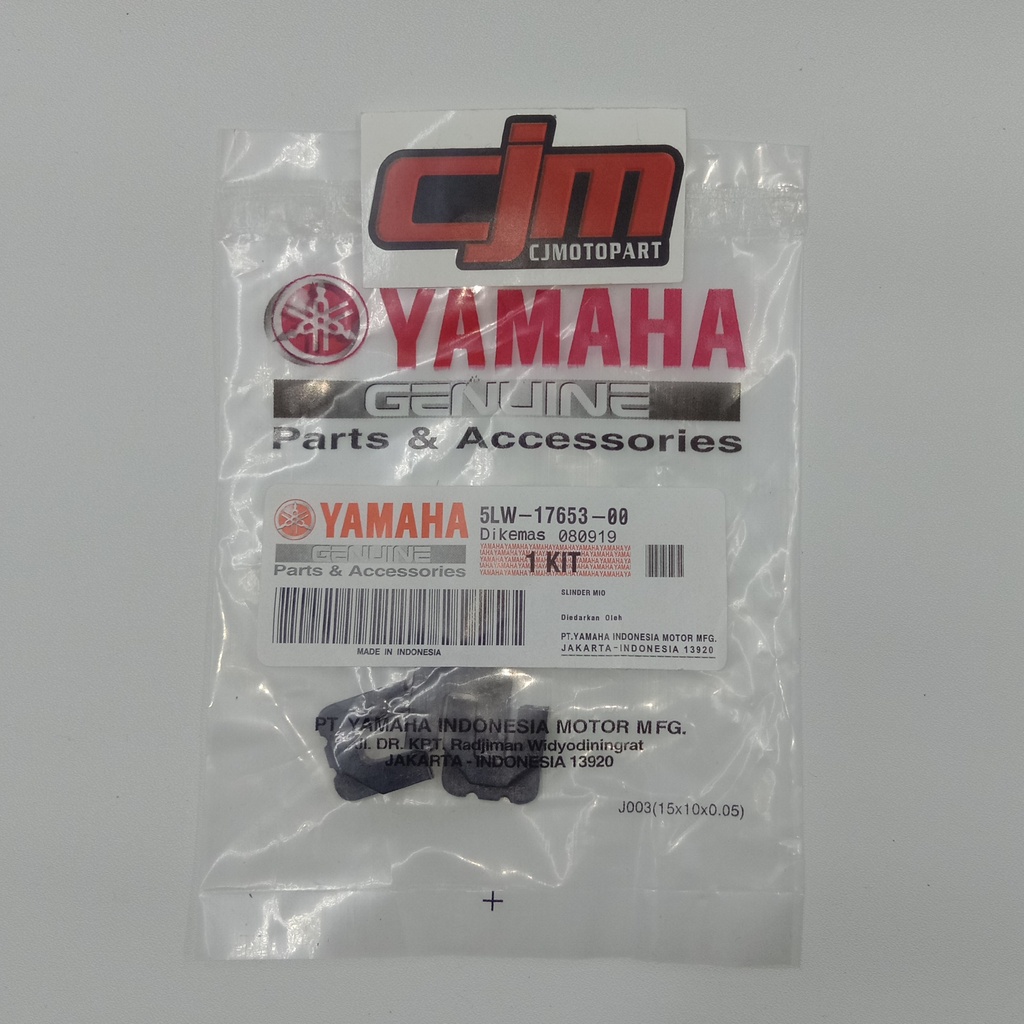 cjm
CJMOTOPART
YAMAHA
GENUINE
Parts & Accessories
YAMAHA
GENUINE
Parts & Accessories
5LW-17653-00
Dikemas 080919
1 KIT
SLINDER MIO
Diedarkan Oleh
PT.YAMAHA INDONESIA MOTOR MFG.
JAKARTA-INDONESIA 13920
MADE IN INDONESIA
PT. YAMAHA INDONESIA MOTOR MFG.
Jl. DR. KPT. Radjiman Widyodiningrat
JAKARTA - INDONESIA 13920
J003(15x10x0.05)